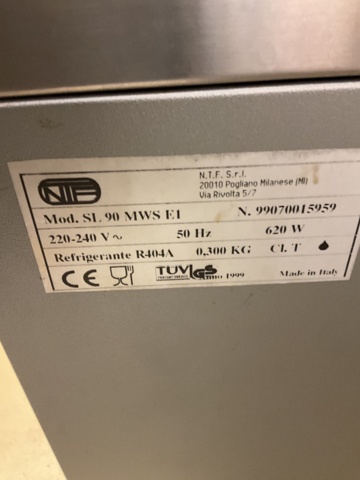 NTF
N.T.F. S.r.l.
20010 Pogliano Milanese (MI)
Via Rivolta 5/7
Mod. SL 90 MWS E1 N. 99070015959
220-240 V~ 50 Hz 620 W
Refrigerante R404A 0,300 KG Cl. T
CE TUV GS Anno 1999 Made in Italy